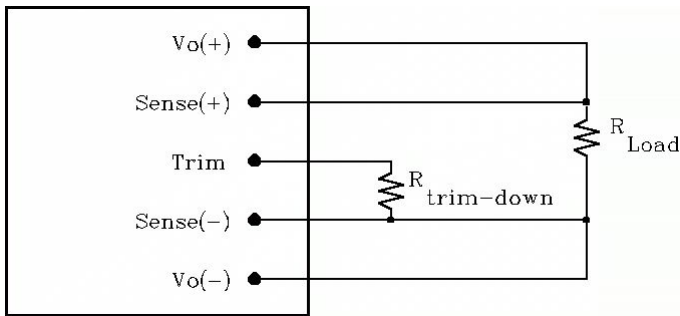 Vo(+)
Sense(+)
R Load
Trim
R trim-down
Sense(-)
Vo(-)